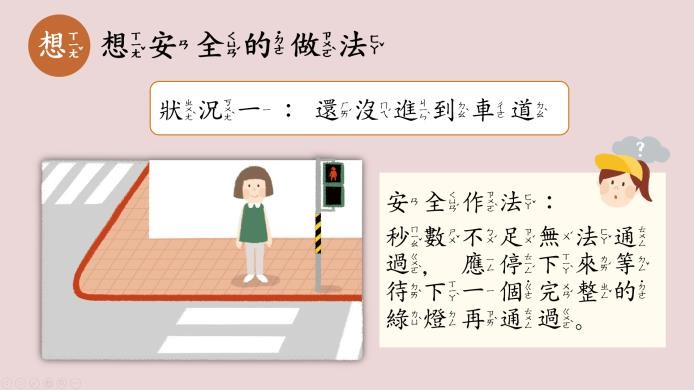 想 想安全的做法
狀況一：還沒進到車道
?
安全作法：
秒數不足無法通
過，應停下來等
待下一個完整的
綠燈再通過。